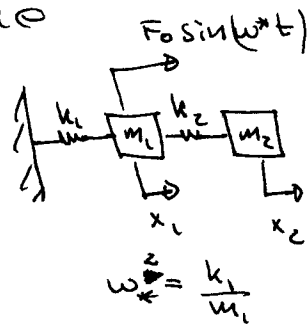 F₀ sin(ω*t)
k₁ m₁ k₂ m₂
x₁ x₂
ω*² = k₁/m₁